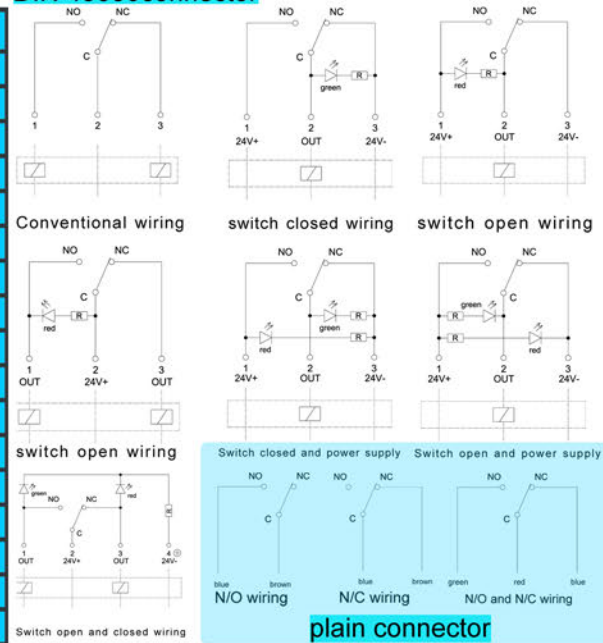 NO NC
C
1 2 3
Conventional wiring
NO NC
C
green R
1 2 3
24V+ OUT 24V-
switch closed wiring
NO NC
C
R
red
1 2 3
24V+ OUT 24V-
switch open wiring
NO NC
C
R
red
1 2 3
OUT 24V+ OUT
switch open wiring
NO NC
C
R
green
R
red
1 2 3
24V+ OUT 24V-
Switch closed and power supply
NO NC
C
green
R
R
red
1 2 3
24V+ OUT 24V-
Switch open and power supply
green red
NO NC
R
C
1 2 3 4
OUT 24V+ OUT 24V-
Switch open and closed wiring
NO NC
C
blue brown
N/O wiring
NO NC
C
blue brown
N/C wiring
NO NC
C
green red blue
N/O and N/C wiring
plain connector